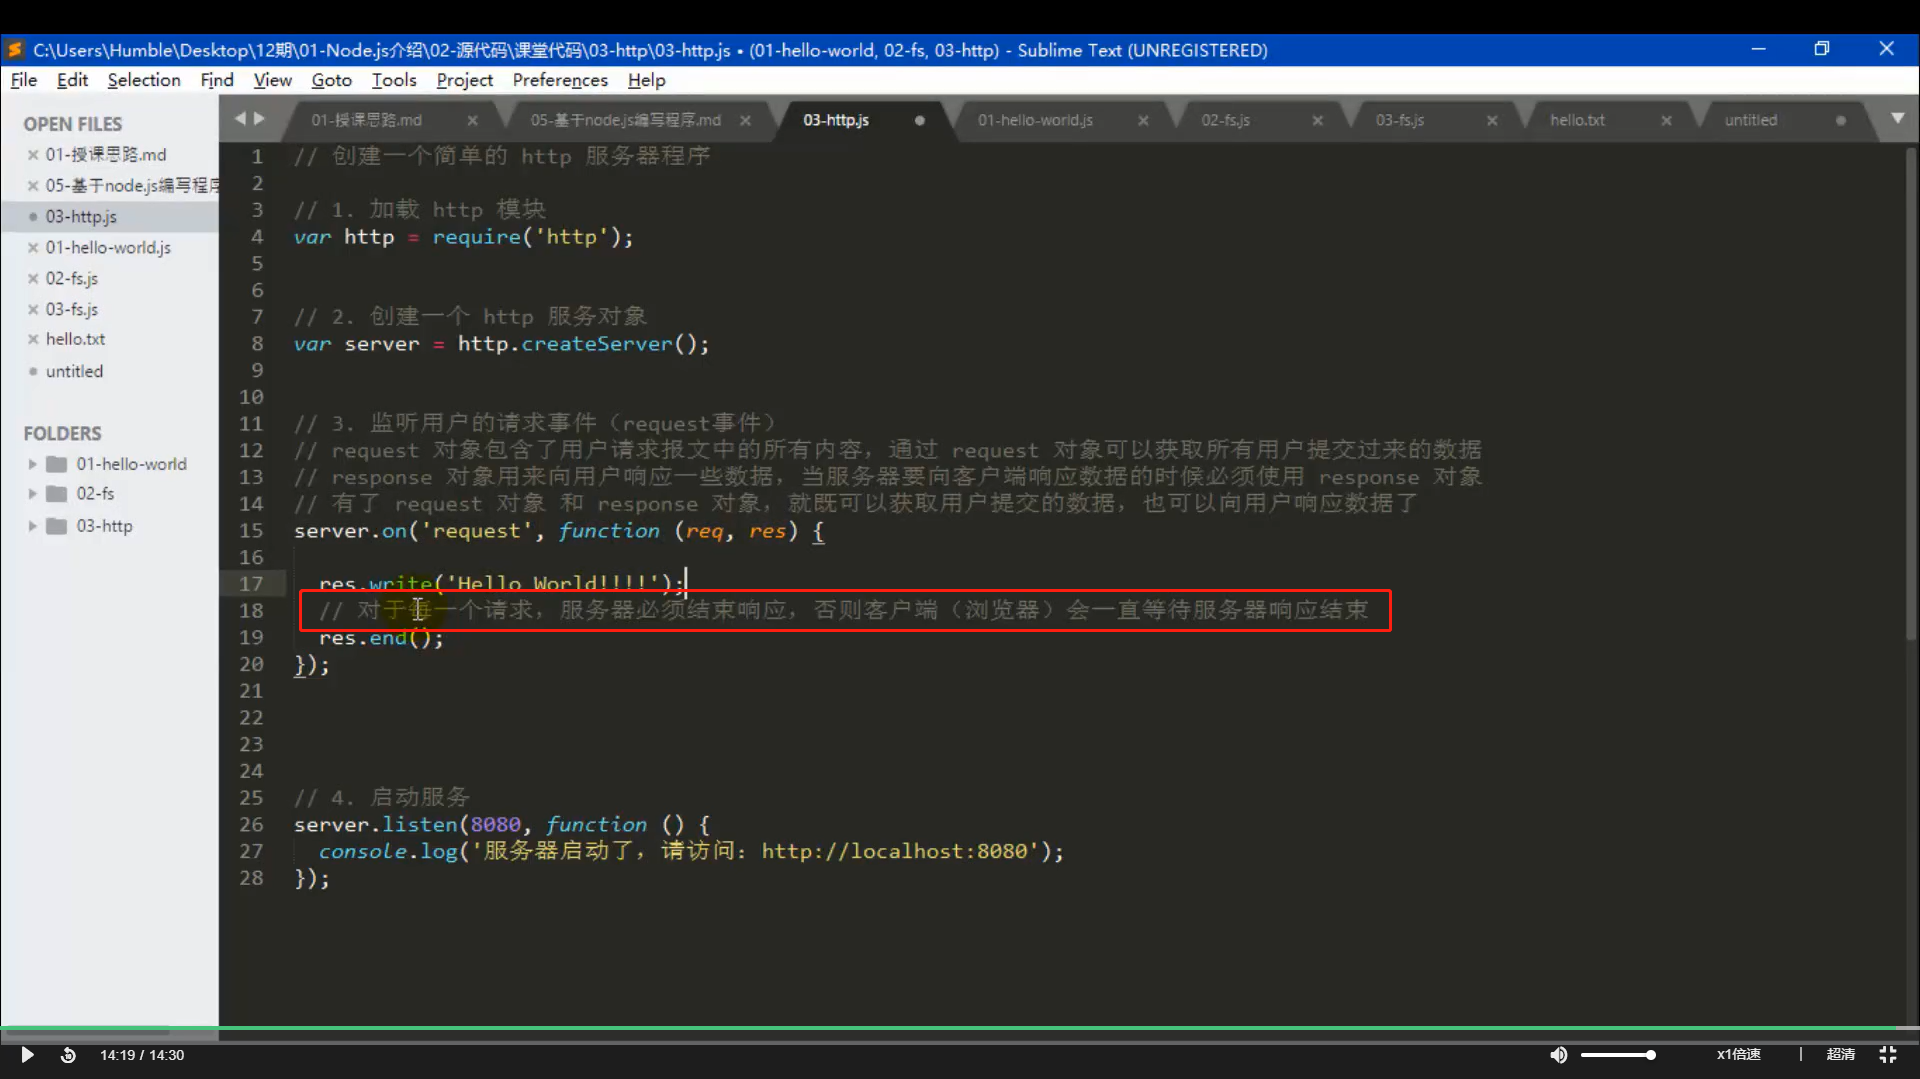 C:\Users\Humble\Desktop\12期\01-Node.js介绍\02-源代码\课堂代码\03-http\03-http.js • (01-hello-world, 02-fs, 03-http) - Sublime Text (UNREGISTERED)
File Edit Selection Find View Goto Tools Project Preferences Help
OPEN FILES
01-授课思路.md
05-基于node.js编写程序
03-http.js
01-hello-world.js
02-fs.js
03-fs.js
hello.txt
untitled
FOLDERS
01-hello-world
02-fs
03-http
01-授课思路.md 05-基于node.js编写程序.md 03-http.js 01-hello-world.js 02-fs.js 03-fs.js hello.txt untitled
1 // 创建一个简单的 http 服务器程序
2
3 // 1. 加载 http 模块
4 var http = require('http');
5
6
7 // 2. 创建一个 http 服务对象
8 var server = http.createServer();
9
10
11 // 3. 监听用户的请求事件（request事件）
12 // request 对象包含了用户请求报文中的所有内容，通过 request 对象可以获取所有用户提交过来的数据
13 // response 对象用来向用户响应一些数据，当服务器要向客户端响应数据的时候必须使用 response 对象
14 // 有了 request 对象 和 response 对象，就既可以获取用户提交的数据，也可以向用户响应数据了
15 server.on('request', function (req, res) {
16
17 res.write('Hello World!!!!');
18 // 对于每一个请求，服务器必须结束响应，否则客户端（浏览器）会一直等待服务器响应结束
19 res.end();
20 });
21
22
23
24
25 // 4. 启动服务
26 server.listen(8080, function () {
27 console.log('服务器启动了，请访问：http://localhost:8080');
28 });
14:19 / 14:30 x1倍速 | 超清